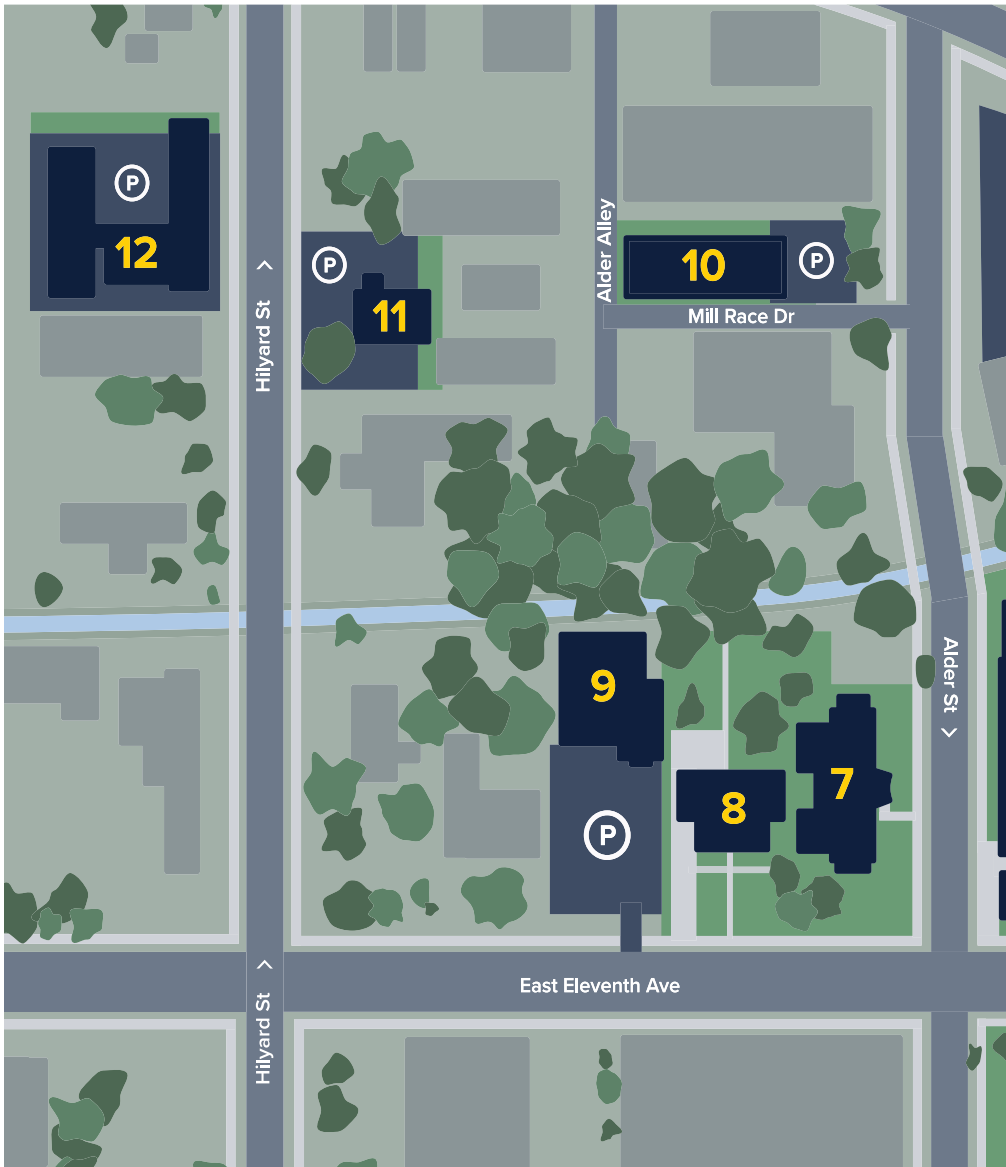 P
12
Hilyard St
P
11
Alder Alley
10
P
Mill Race Dr
9
8
7
P
Alder St
East Eleventh Ave
Hilyard St